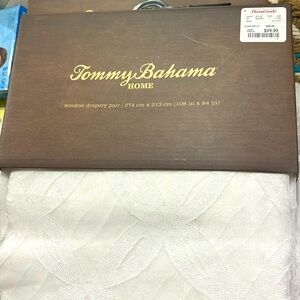 HomeGoods
$29.99
Tommy Bahama
HOME
window drapery pair | 274 cm x 213 cm (108 in x 84 in)